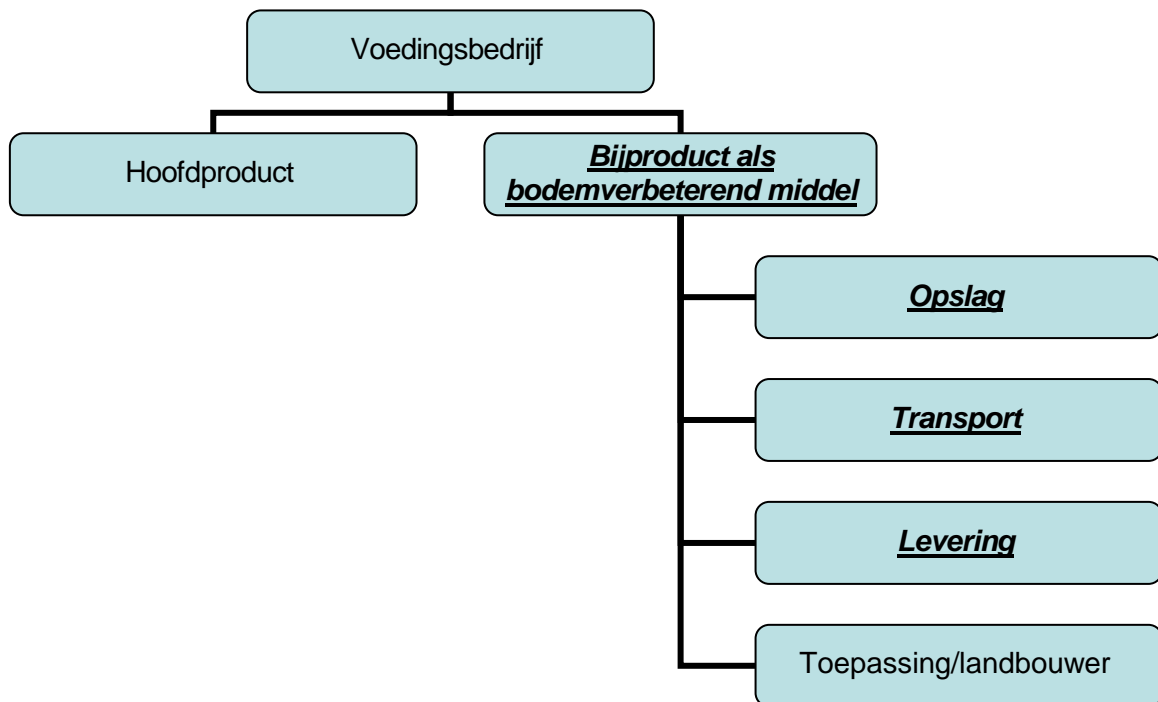 Voedingsbedrijf
Hoofdproduct
Bijproduct als
bodemverbeterend middel
Opslag
Transport
Levering
Toepassing/landbouwer